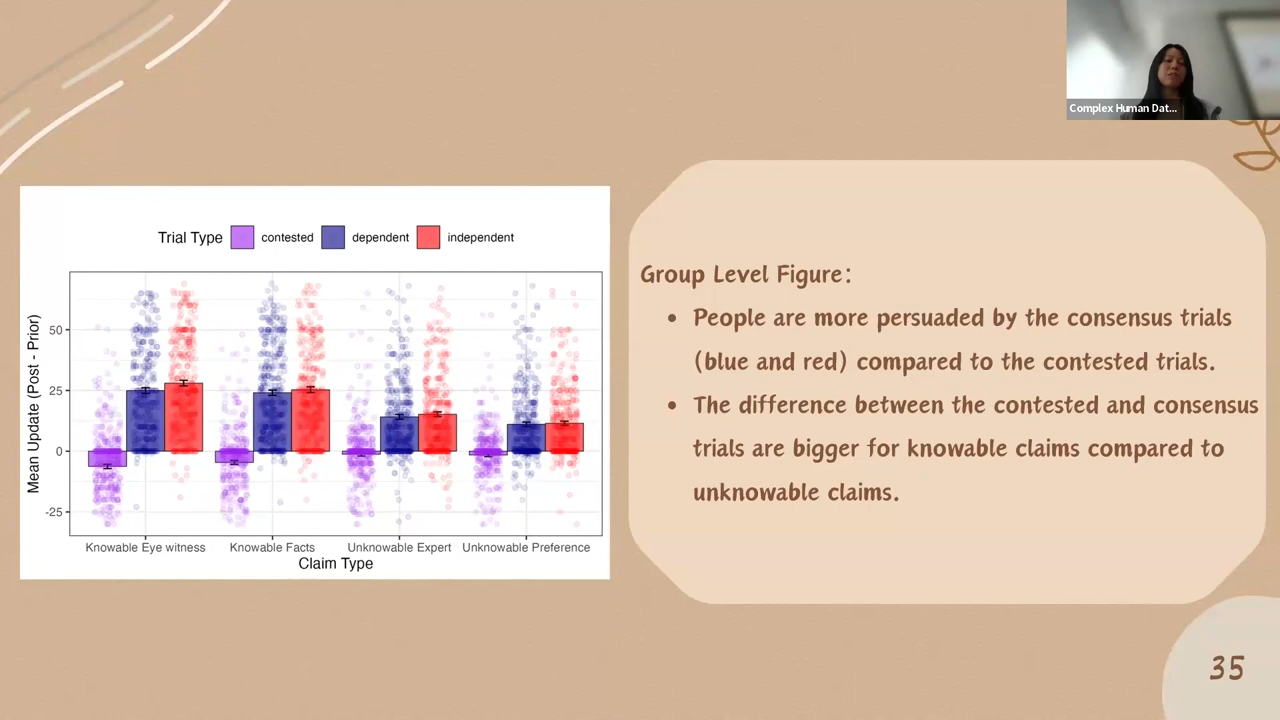 Complex Human Dat...
Trial Type contested dependent independent
Mean Update (Post - Prior)
50
25
0
-25
Knowable Eye witness Knowable Facts Unknowable Expert Unknowable Preference
Claim Type
Group Level Figure:
• People are more persuaded by the consensus trials
(blue and red) compared to the contested trials.
• The difference between the contested and consensus
trials are bigger for knowable claims compared to
unknowable claims.
35